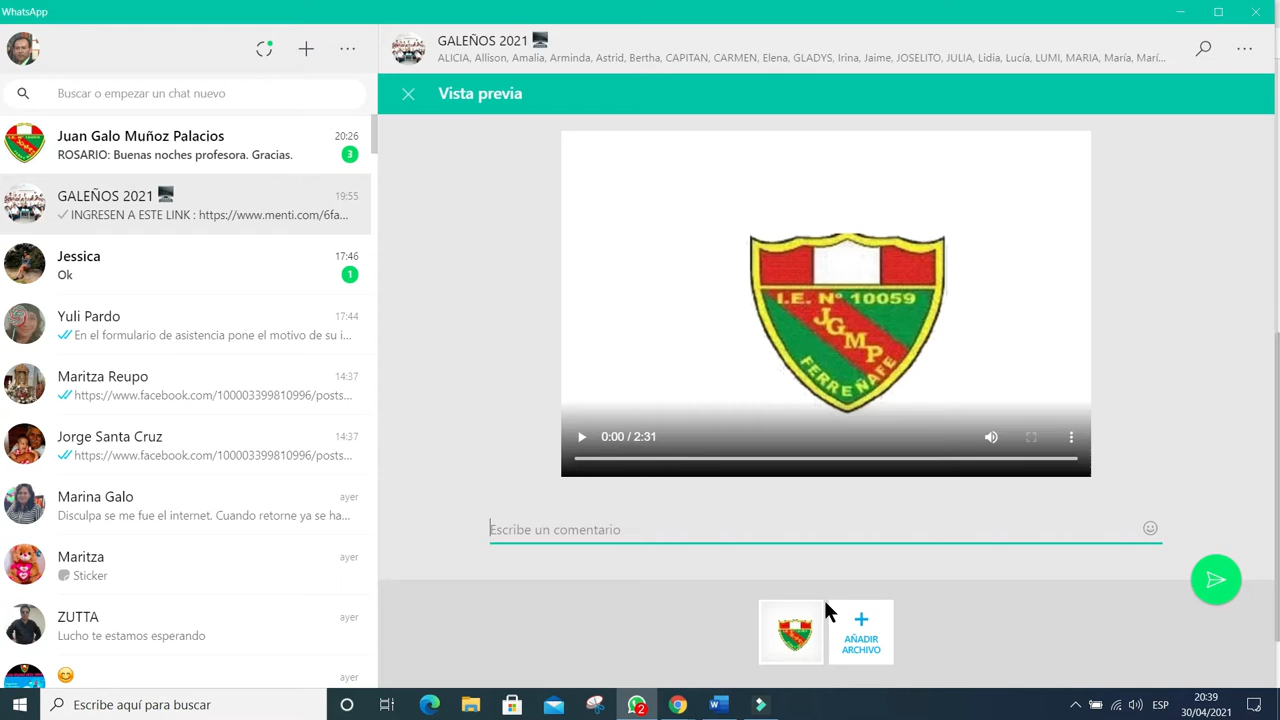 WhatsApp
GALEÑOS 2021
ALICIA, Allison, Amalia, Arminda, Astrid, Bertha, CAPITAN, CARMEN, Elena, GLADYS, Irina, Jaime, JOSELITO, JULIA, Lidia, Lucía, LUMI, MARIA, María, Marí...
Buscar o empezar un chat nuevo
Vista previa
Juan Galo Muñoz Palacios
20:26
ROSARIO: Buenas noches profesora. Gracias.
3
GALEÑOS 2021
19:55
INGRESEN A ESTE LINK : https://www.menti.com/6fa...
Jessica
17:46
Ok
1
Yuli Pardo
17:44
En el formulario de asistencia pone el motivo de su i...
Maritza Reupo
14:37
https://www.facebook.com/100003399810996/posts...
Jorge Santa Cruz
14:37
https://www.facebook.com/100003399810996/posts...
Marina Galo
ayer
Disculpa se me fue el internet. Cuando retorne ya se ha...
Maritza
ayer
Sticker
ZUTTA
ayer
Lucho te estamos esperando
ayer
I.E. Nº 10059
JGMP
FERREÑAFE
0:00 / 2:31
Escribe un comentario
AÑADIR
ARCHIVO
Escribe aquí para buscar
2
ESP
20:39
30/04/2021